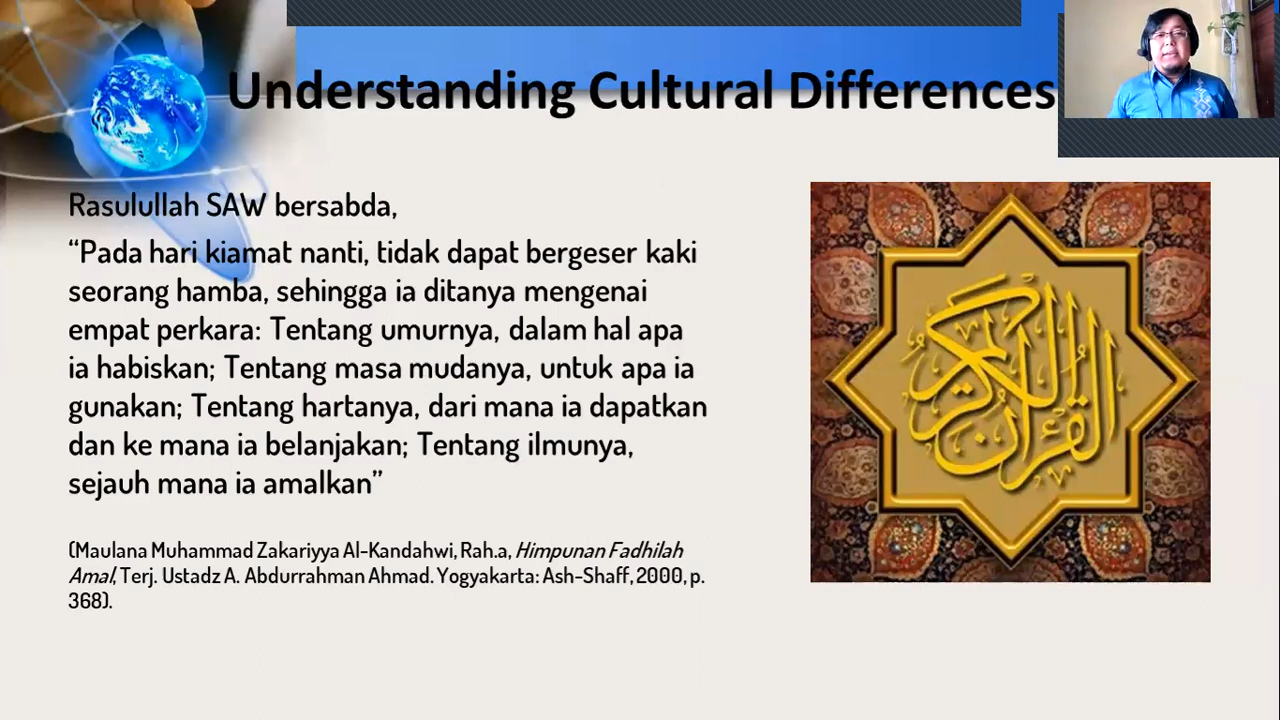 Understanding Cultural Differences
Rasulullah SAW bersabda,
“Pada hari kiamat nanti, tidak dapat bergeser kaki
seorang hamba, sehingga ia ditanya mengenai
empat perkara: Tentang umurnya, dalam hal apa
ia habiskan; Tentang masa mudanya, untuk apa ia
gunakan; Tentang hartanya, dari mana ia dapatkan
dan ke mana ia belanjakan; Tentang ilmunya,
sejauh mana ia amalkan”
(Maulana Muhammad Zakariyya Al-Kandahwi, Rah.a, Himpunan Fadhilah
Amal, Terj. Ustadz A. Abdurrahman Ahmad. Yogyakarta: Ash-Shaff, 2000, p.
368).
القرآن الكريم